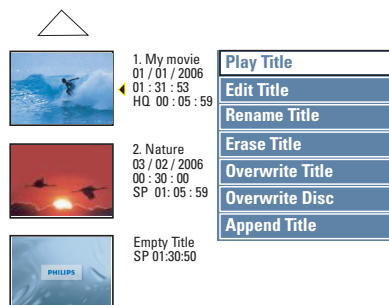 1. My movie
01 / 01 / 2006
01 : 31 : 53
HQ 00 : 05 : 59
2. Nature
03 / 02 / 2006
00 : 30 : 00
SP 01: 05 : 59
PHILIPS
Empty Title
SP 01:30:50
Play Title
Edit Title
Rename Title
Erase Title
Overwrite Title
Overwrite Disc
Append Title